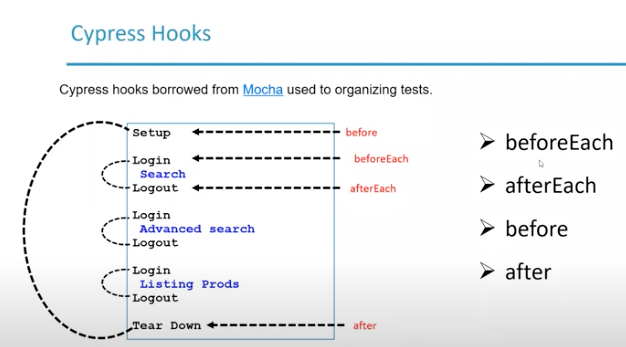 Cypress Hooks
Cypress hooks borrowed from Mocha used to organizing tests.
Setup before
Login beforeEach
Search
Logout afterEach
Login
Advanced search
Logout
Login
Listing Prods
Logout
Tear Down after
beforeEach
afterEach
before
after